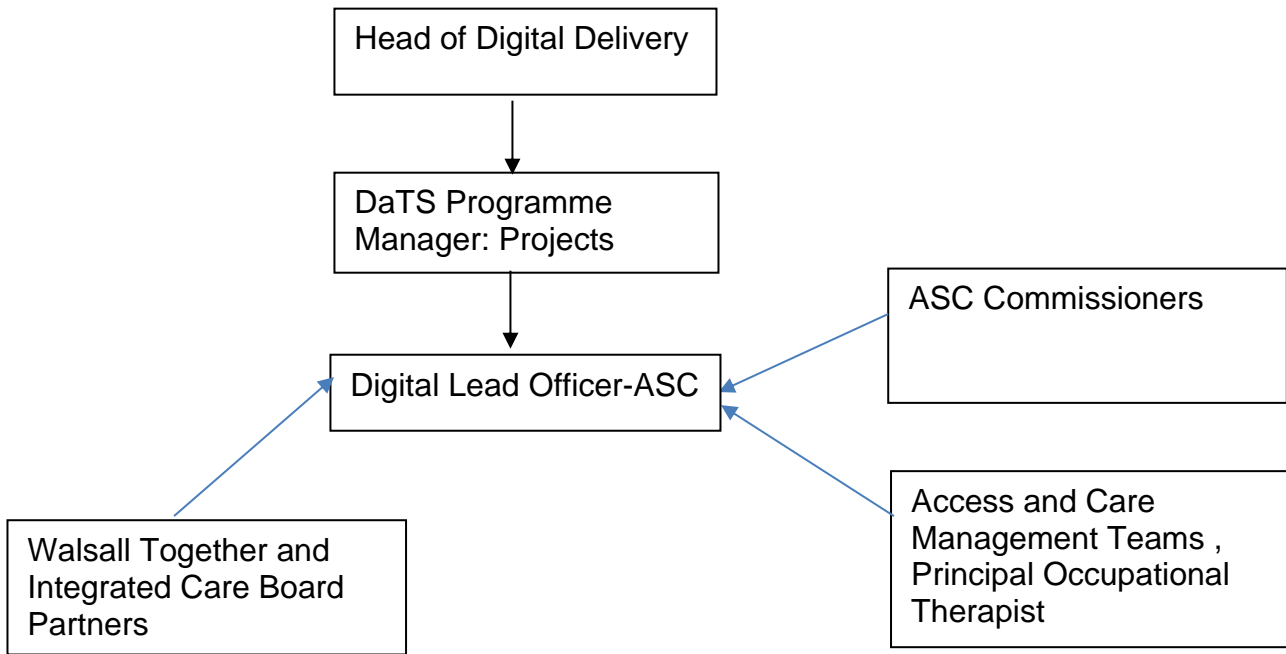 Head of Digital Delivery
DaTS Programme
Manager: Projects
ASC Commissioners
Digital Lead Officer-ASC
Walsall Together and
Integrated Care Board
Partners
Access and Care
Management Teams ,
Principal Occupational
Therapist